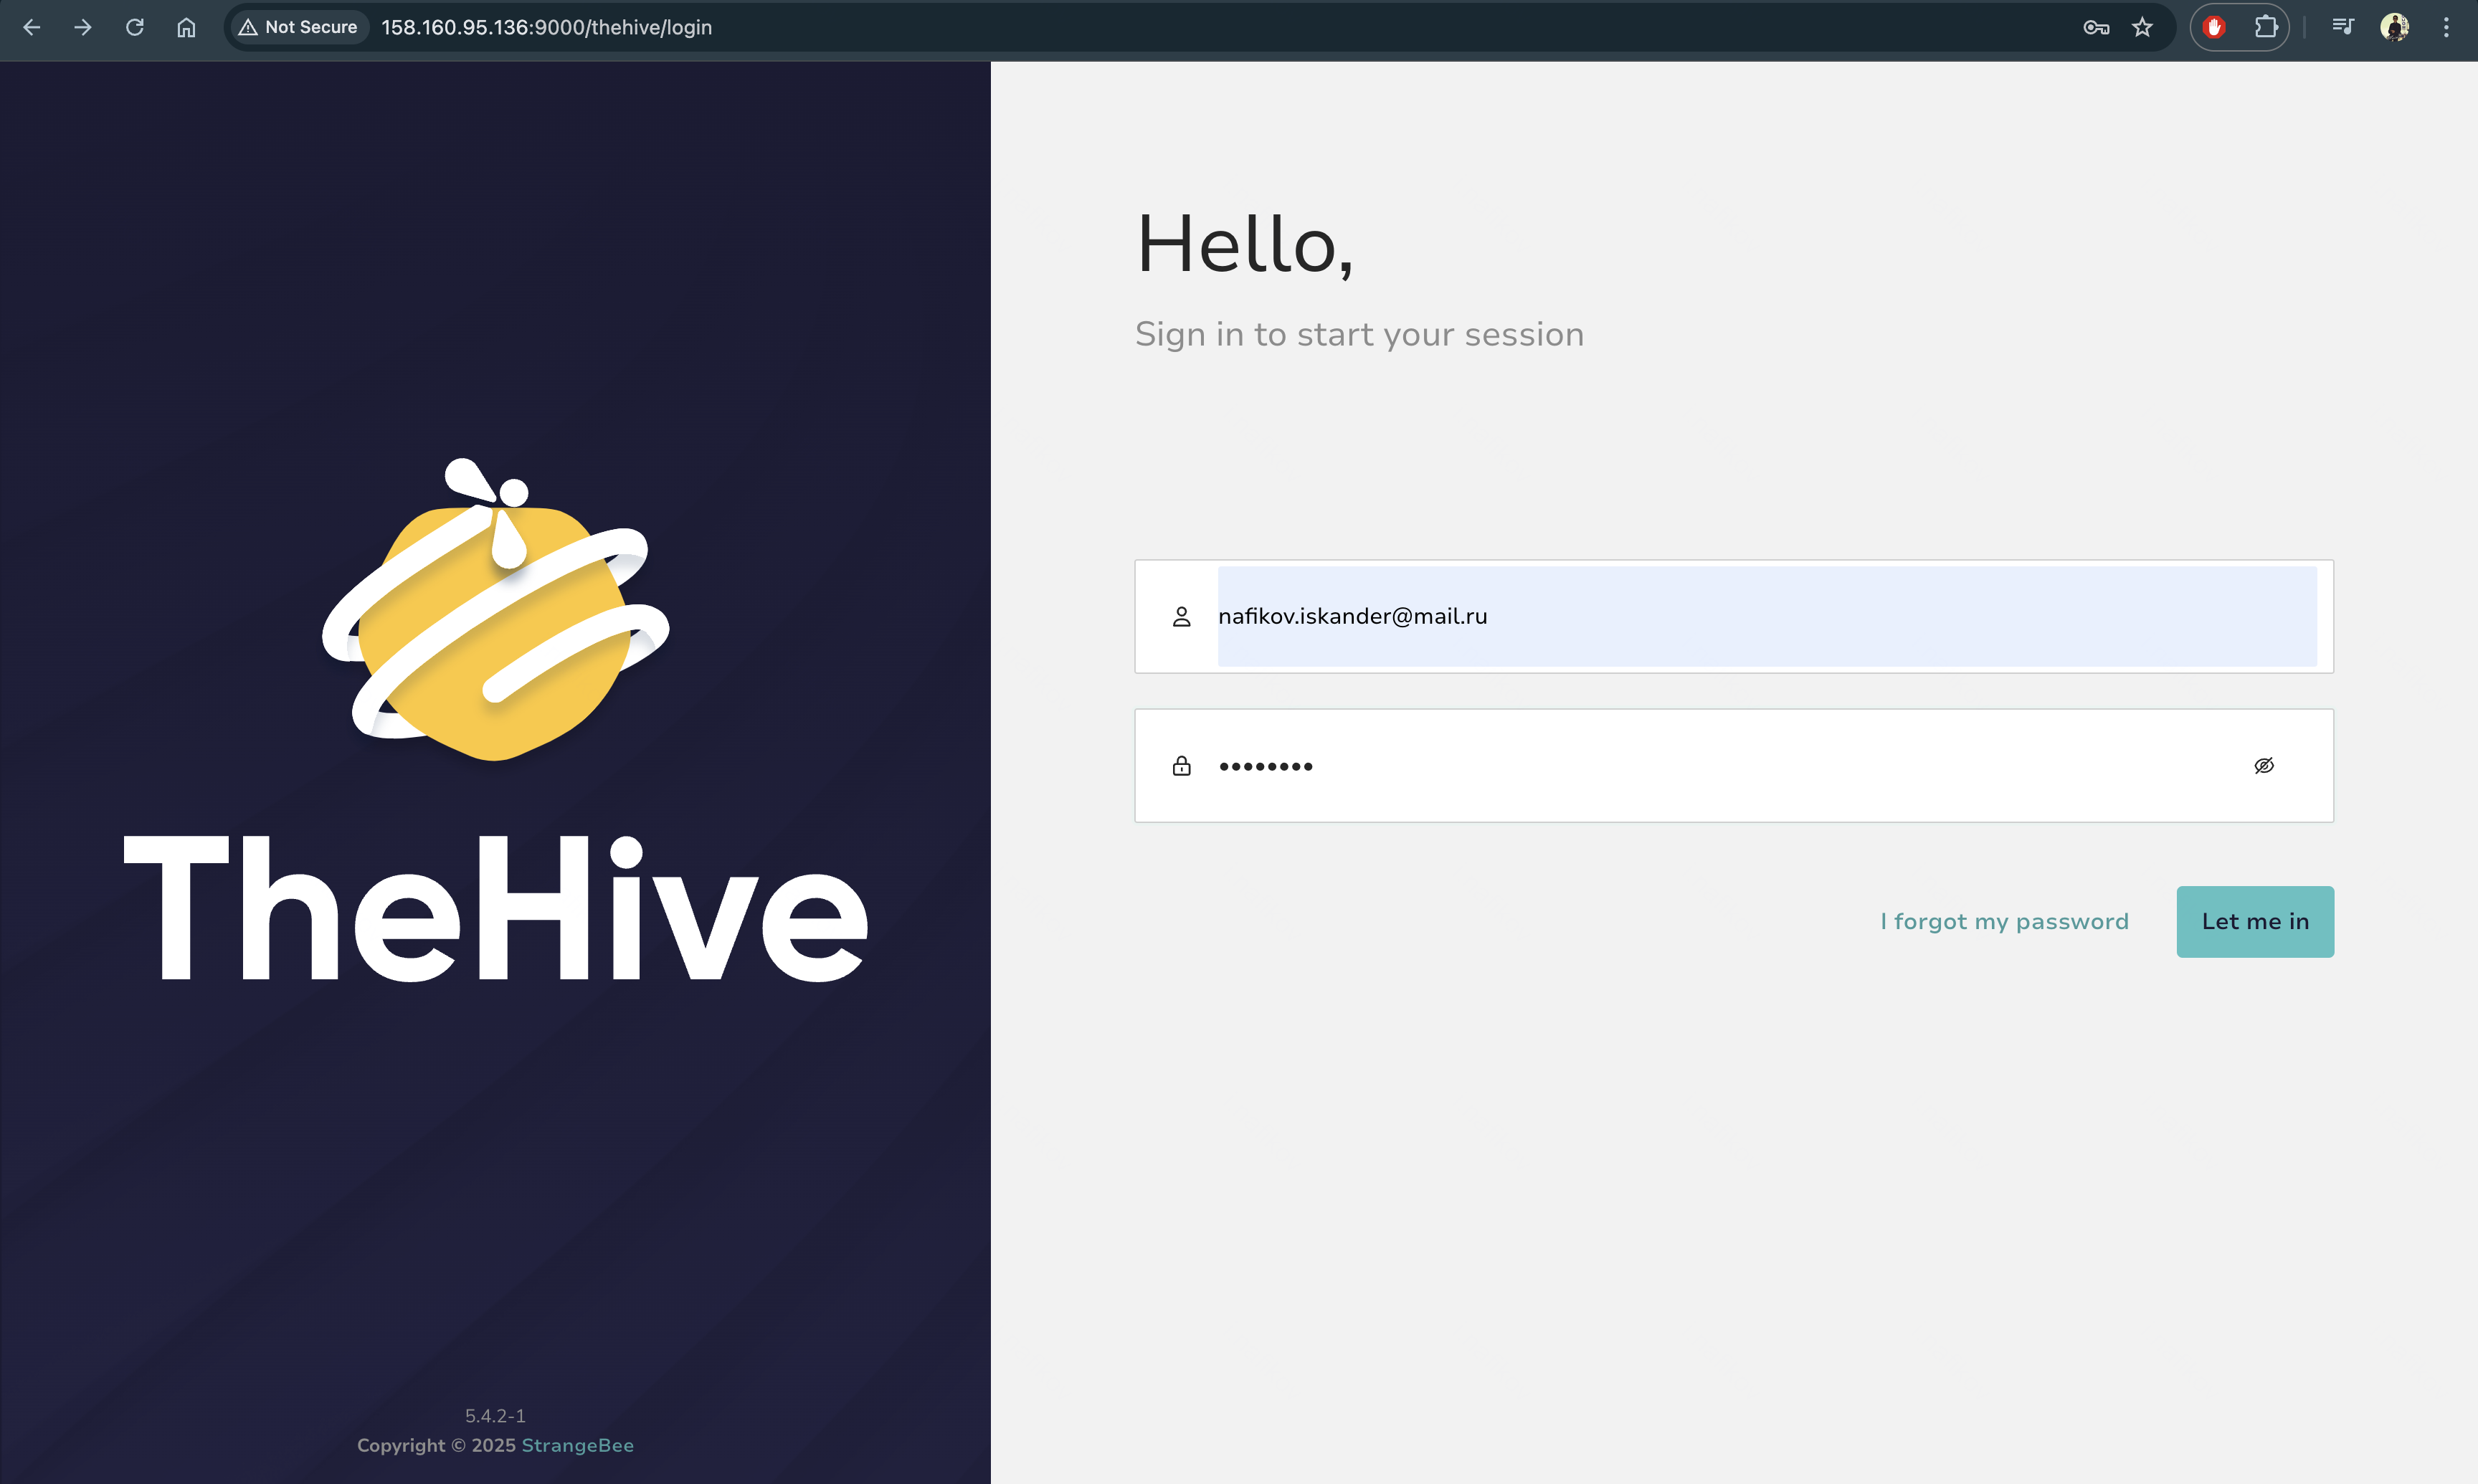 Not Secure 158.160.95.136:9000/thehive/login
Hello,
Sign in to start your session
nafikov.iskander@mail.ru
••••••••
I forgot my password
Let me in
TheHive
5.4.2-1
Copyright © 2025 StrangeBee